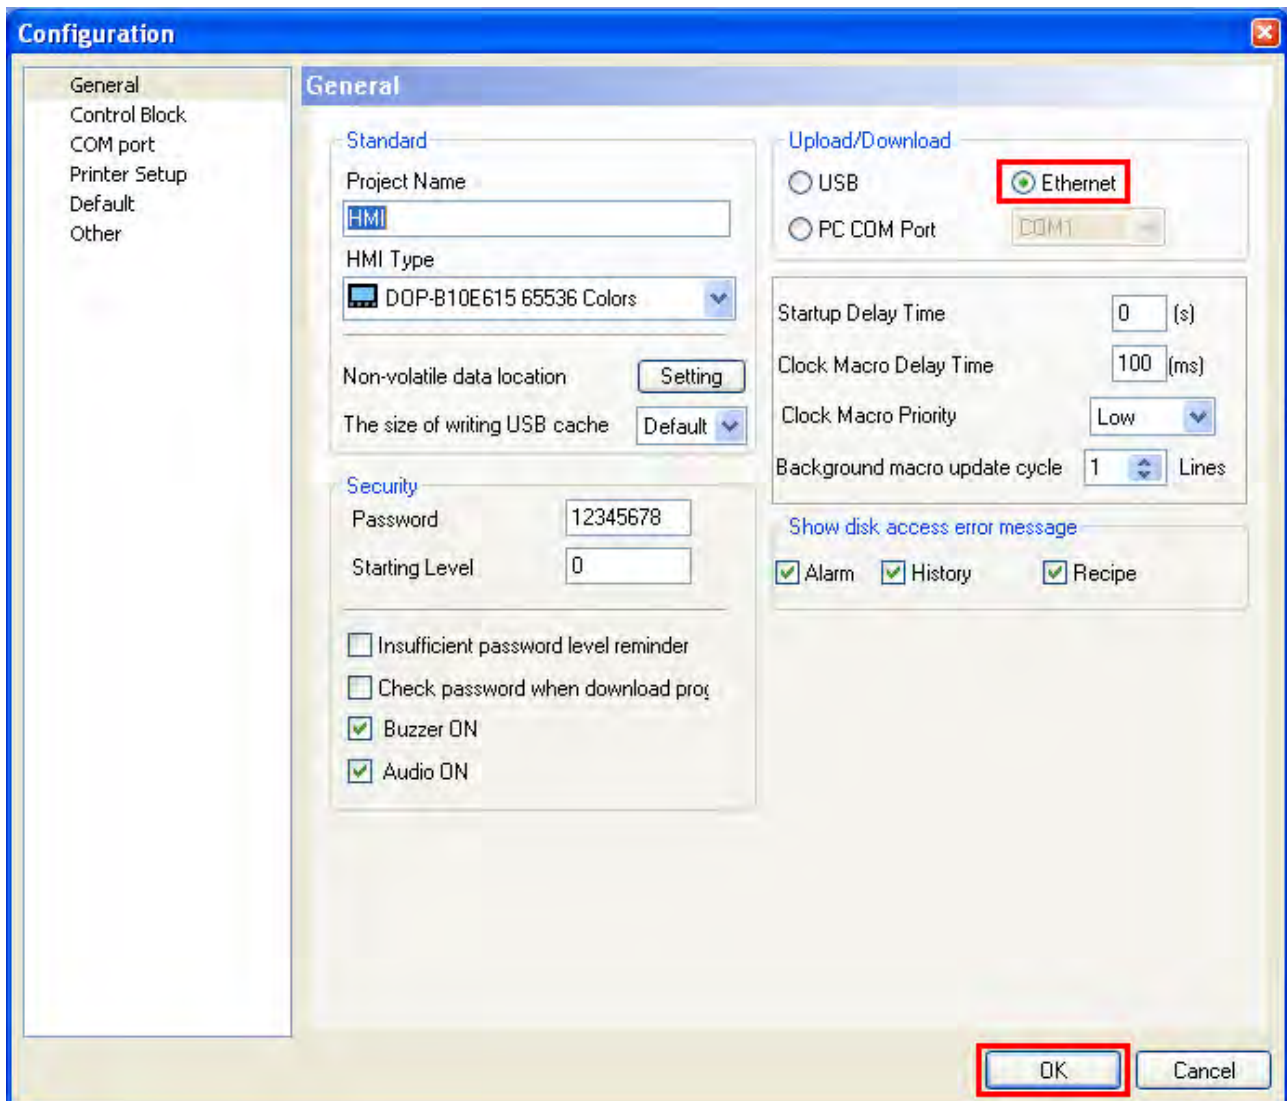 Configuration
General
Control Block
COM port
Printer Setup
Default
Other
General
Standard
Project Name
HMI
HMI Type
DOP-B10E615 65536 Colors
Non-volatile data location Setting
The size of writing USB cache Default
Security
Password 12345678
Starting Level 0
Insufficient password level reminder
Check password when download prog
Buzzer ON
Audio ON
Upload/Download
USB Ethernet
PC COM Port COM1
Startup Delay Time 0 (s)
Clock Macro Delay Time 100 (ms)
Clock Macro Priority Low
Background macro update cycle 1 Lines
Show disk access error message
Alarm History Recipe
OK Cancel